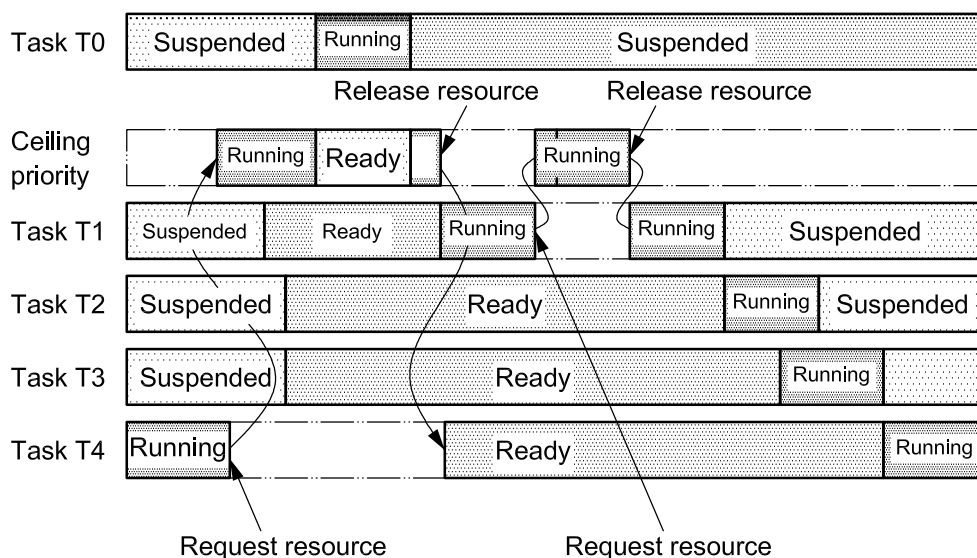 Task T0
Suspended
Running
Suspended
Release resource
Release resource
Ceiling
priority
Running
Ready
Running
Task T1
Suspended
Ready
Running
Running
Suspended
Task T2
Suspended
Ready
Running
Suspended
Task T3
Suspended
Ready
Running
Task T4
Running
Ready
Running
Request resource
Request resource